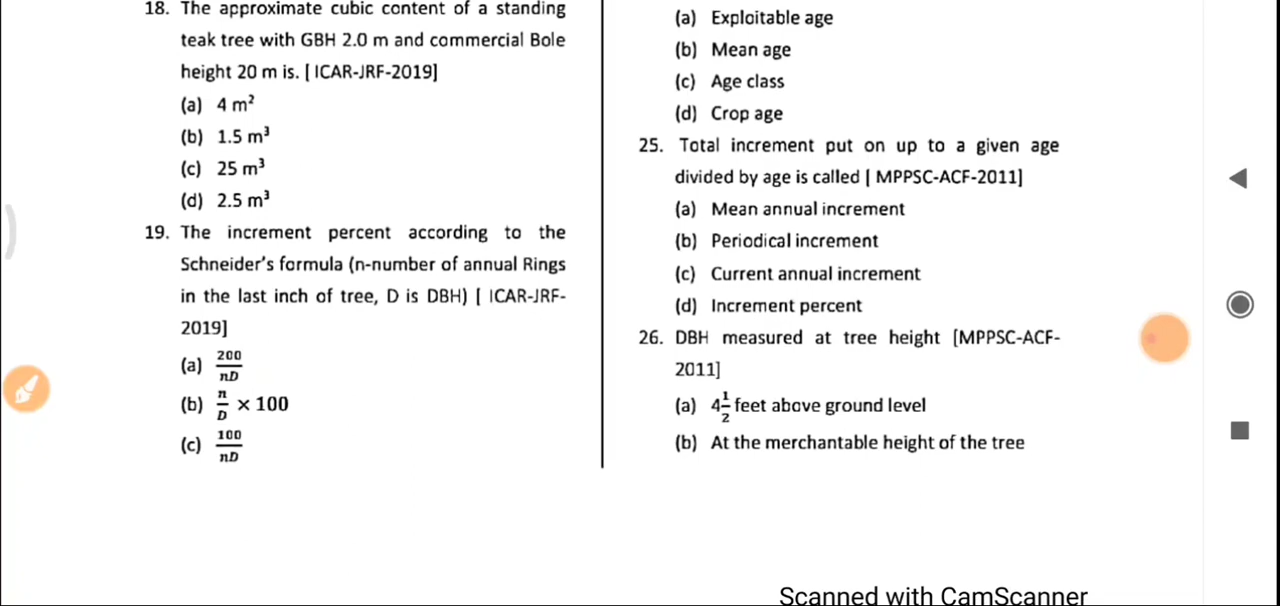 18. The approximate cubic content of a standing
teak tree with GBH 2.0 m and commercial Bole
height 20 m is. [ ICAR-JRF-2019]
(a) 4 m²
(b) 1.5 m³
(c) 25 m³
(d) 2.5 m³
19. The increment percent according to the
Schneider's formula (n-number of annual Rings
in the last inch of tree, D is DBH) [ ICAR-JRF-
2019]
(a) 200/nD
(b) n/D × 100
(c) 100/nD
(a) Exploitable age
(b) Mean age
(c) Age class
(d) Crop age
25. Total increment put on up to a given age
divided by age is called [ MPPSC-ACF-2011]
(a) Mean annual increment
(b) Periodical increment
(c) Current annual increment
(d) Increment percent
26. DBH measured at tree height [MPPSC-ACF-
2011]
(a) 4 1/2 feet above ground level
(b) At the merchantable height of the tree
Scanned with CamScanner